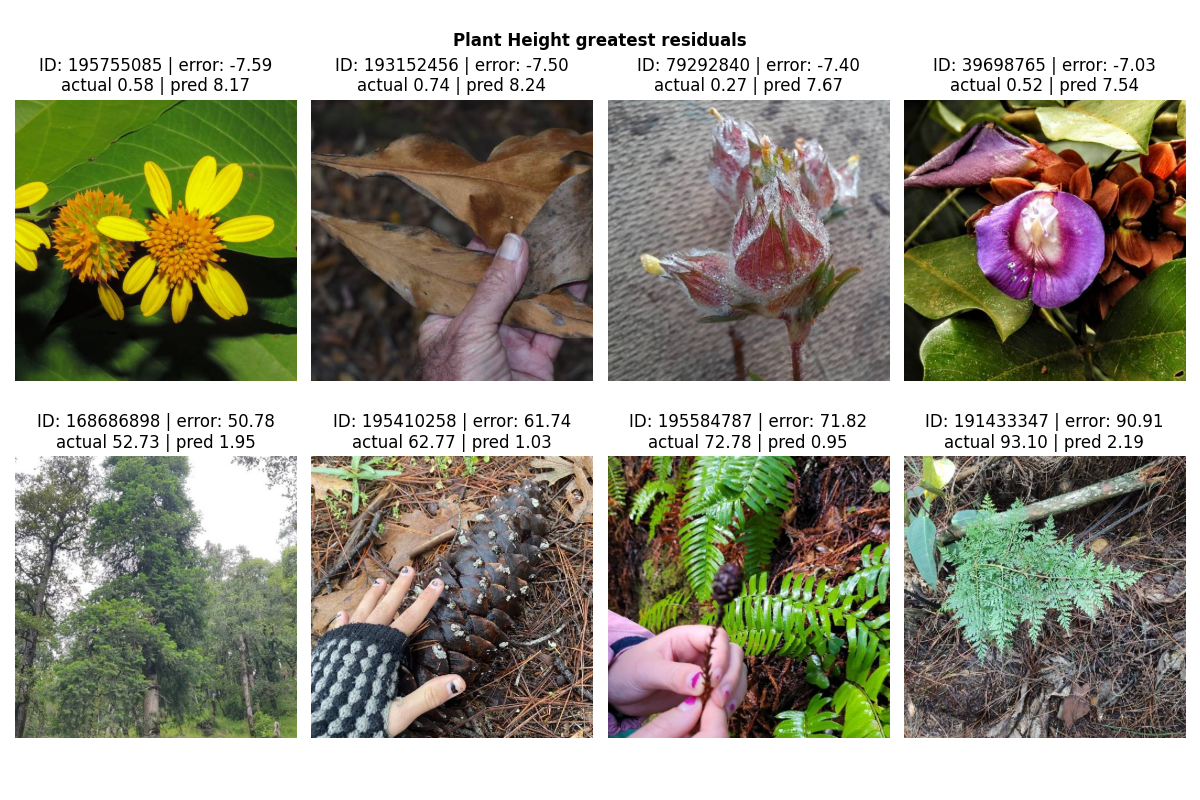 Plant Height greatest residuals
ID: 195755085 | error: -7.59
actual 0.58 | pred 8.17
ID: 193152456 | error: -7.50
actual 0.74 | pred 8.24
ID: 79292840 | error: -7.40
actual 0.27 | pred 7.67
ID: 39698765 | error: -7.03
actual 0.52 | pred 7.54
ID: 168686898 | error: 50.78
actual 52.73 | pred 1.95
ID: 195410258 | error: 61.74
actual 62.77 | pred 1.03
ID: 195584787 | error: 71.82
actual 72.78 | pred 0.95
ID: 191433347 | error: 90.91
actual 93.10 | pred 2.19